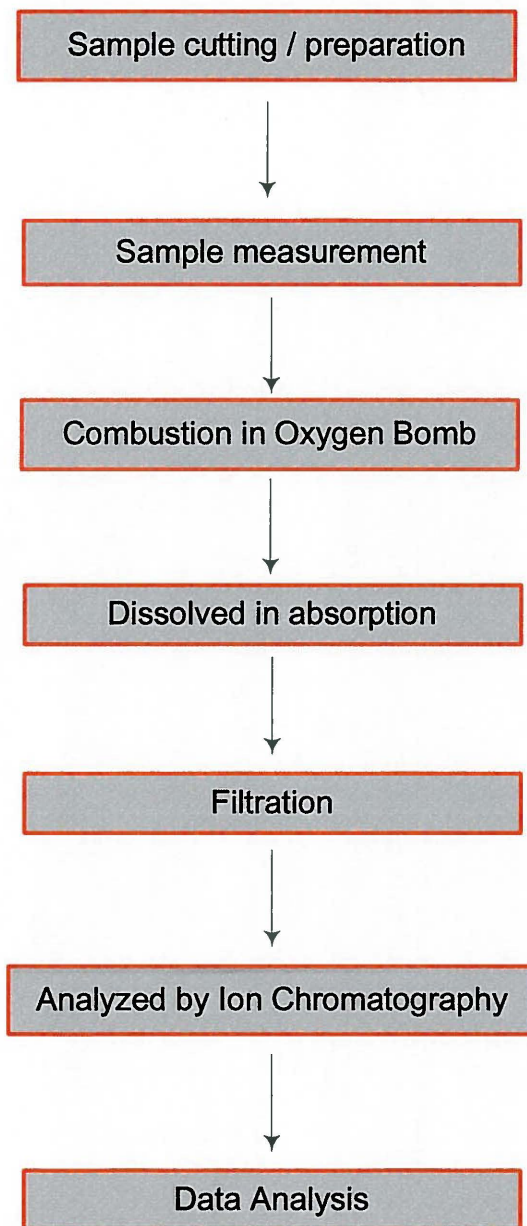 Sample cutting / preparation
Sample measurement
Combustion in Oxygen Bomb
Dissolved in absorption
Filtration
Analyzed by Ion Chromatography
Data Analysis